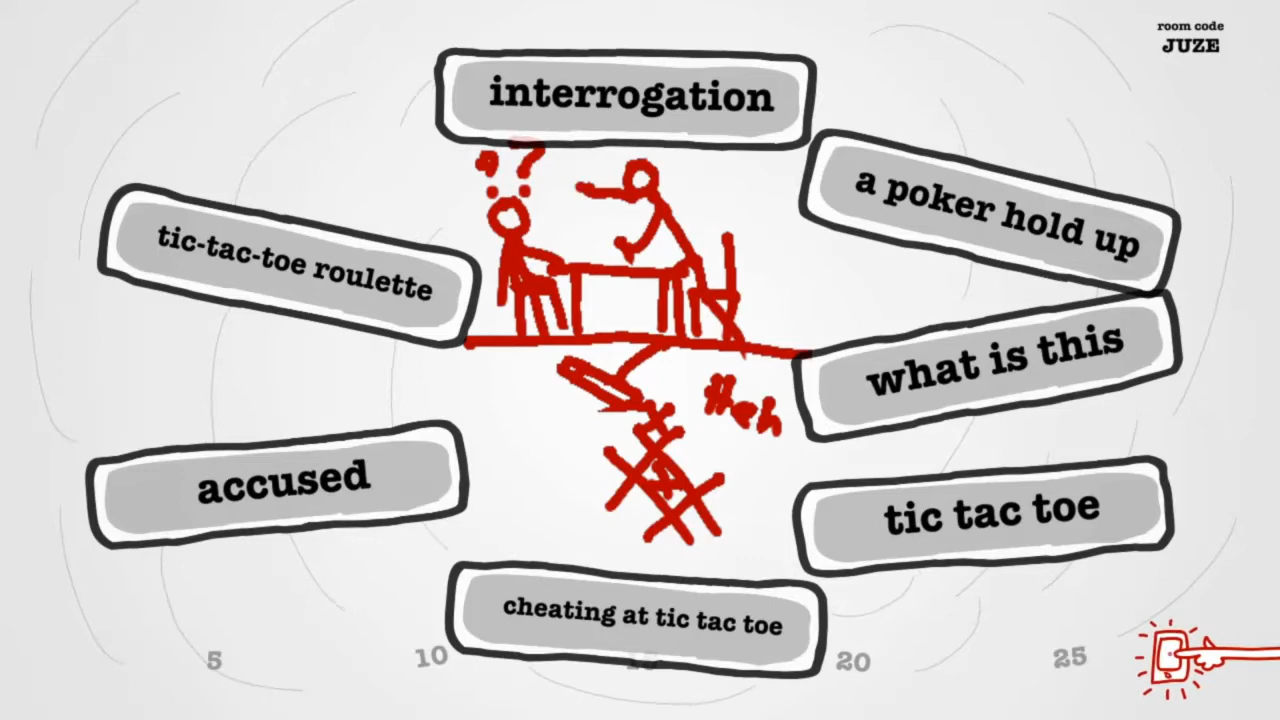 room code
JUZE
interrogation
a poker hold up
tic-tac-toe roulette
what is this
accused
tic tac toe
cheating at tic tac toe
5
10
15
20
25